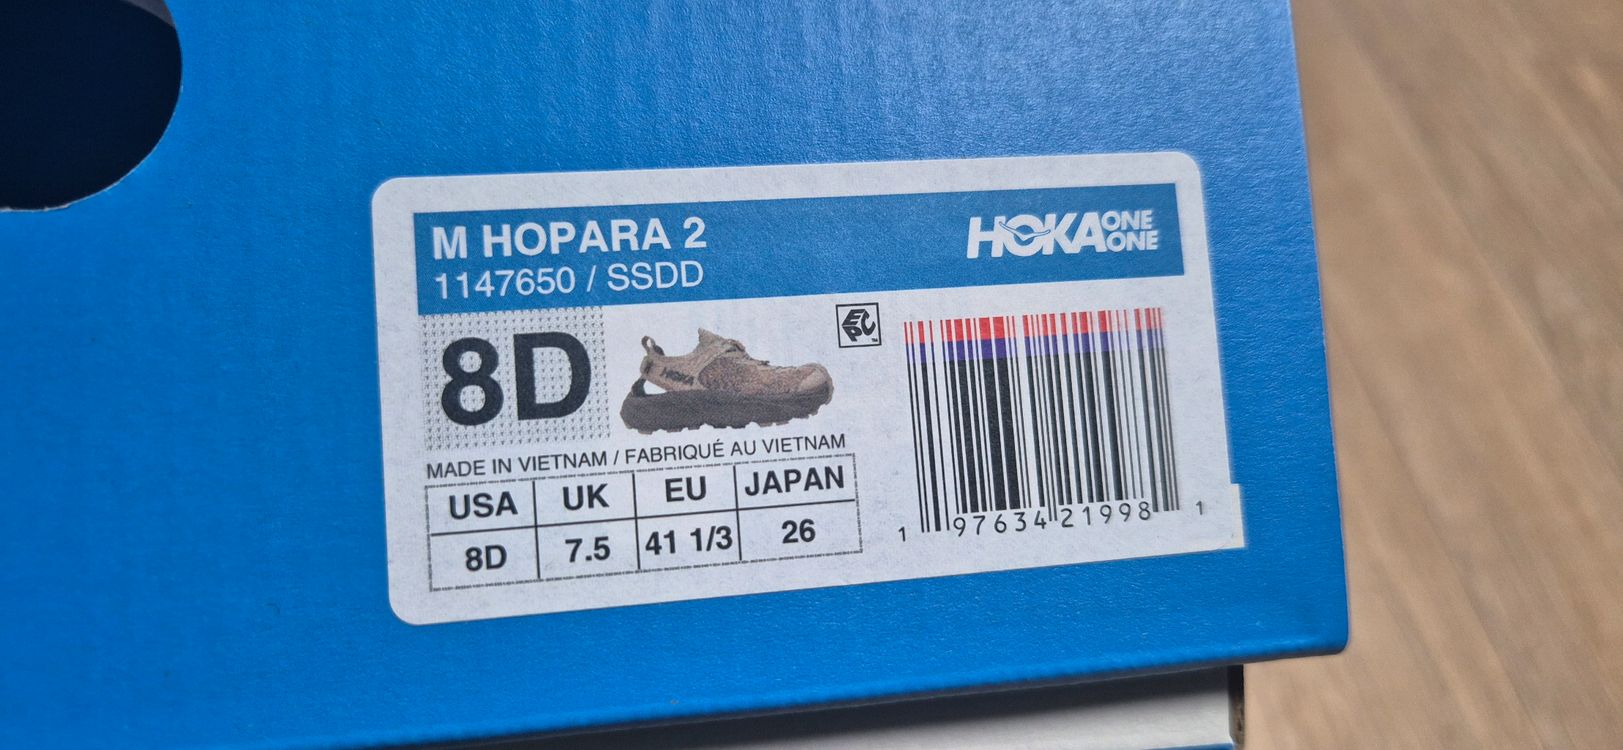 M HOPARA 2
1147650 / SSDD
HOKA ONE ONE
8D
HOKA
EPC
MADE IN VIETNAM / FABRIQUÉ AU VIETNAM
USA UK EU JAPAN
8D 7.5 41 1/3 26
1 97634 21998 1